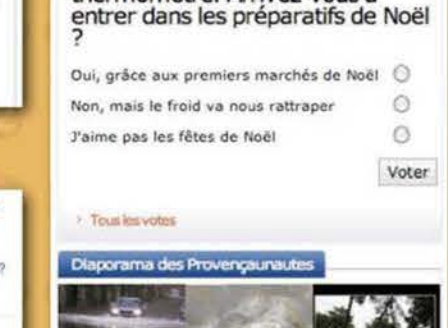 entrer dans les préparatifs de Noël
?
Oui, grâce aux premiers marchés de Noël
Non, mais le froid va nous rattraper
J'aime pas les fêtes de Noël
Voter
> Tous les votes
?
Diaporama des Provençaunautes